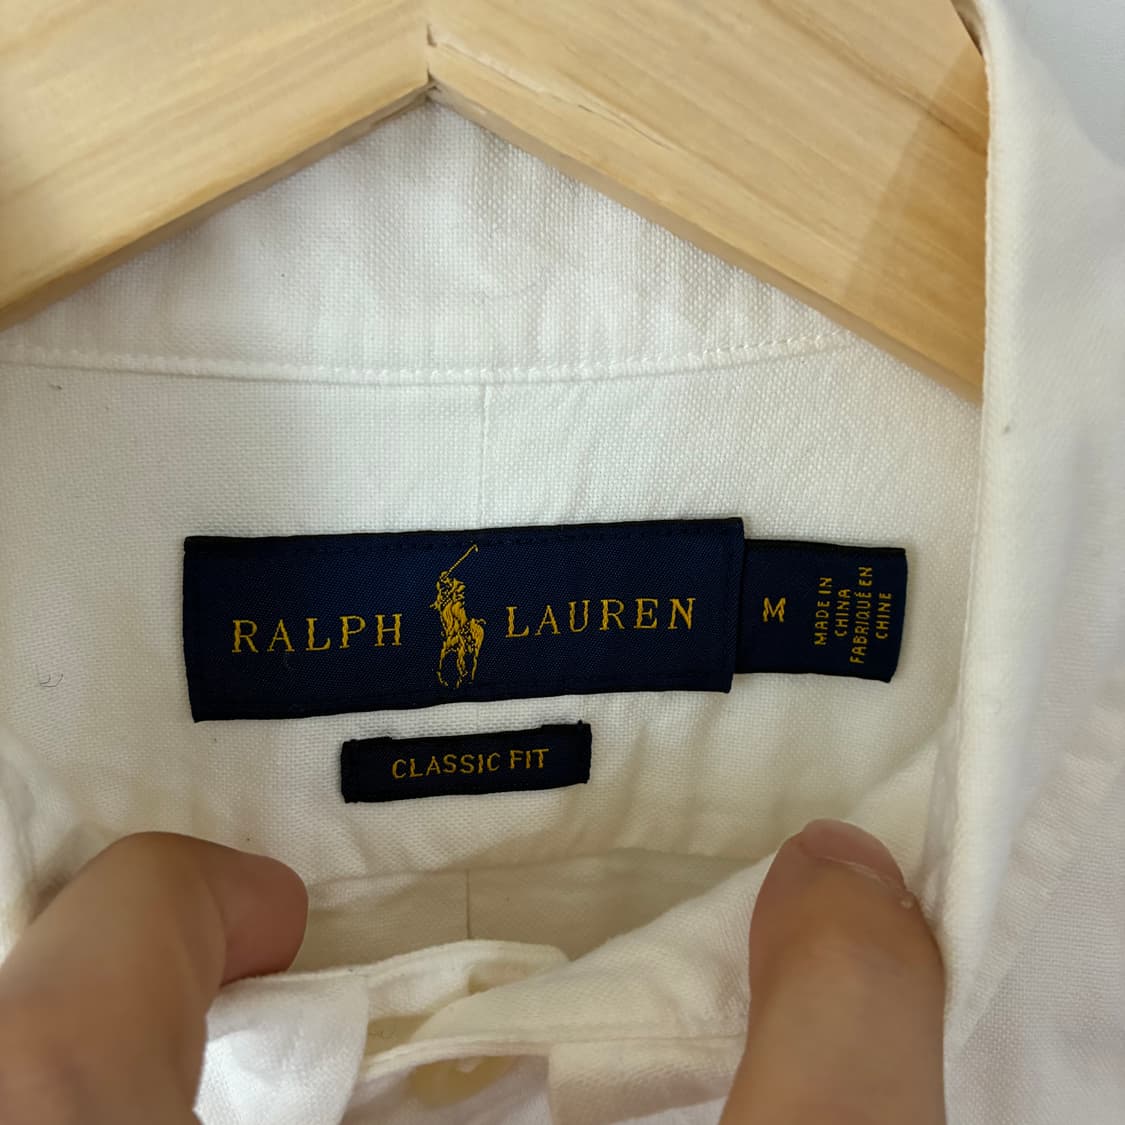 RALPH LAUREN
M
MADE IN
CHINA
FABRIQUÉ EN
CHINE
CLASSIC FIT